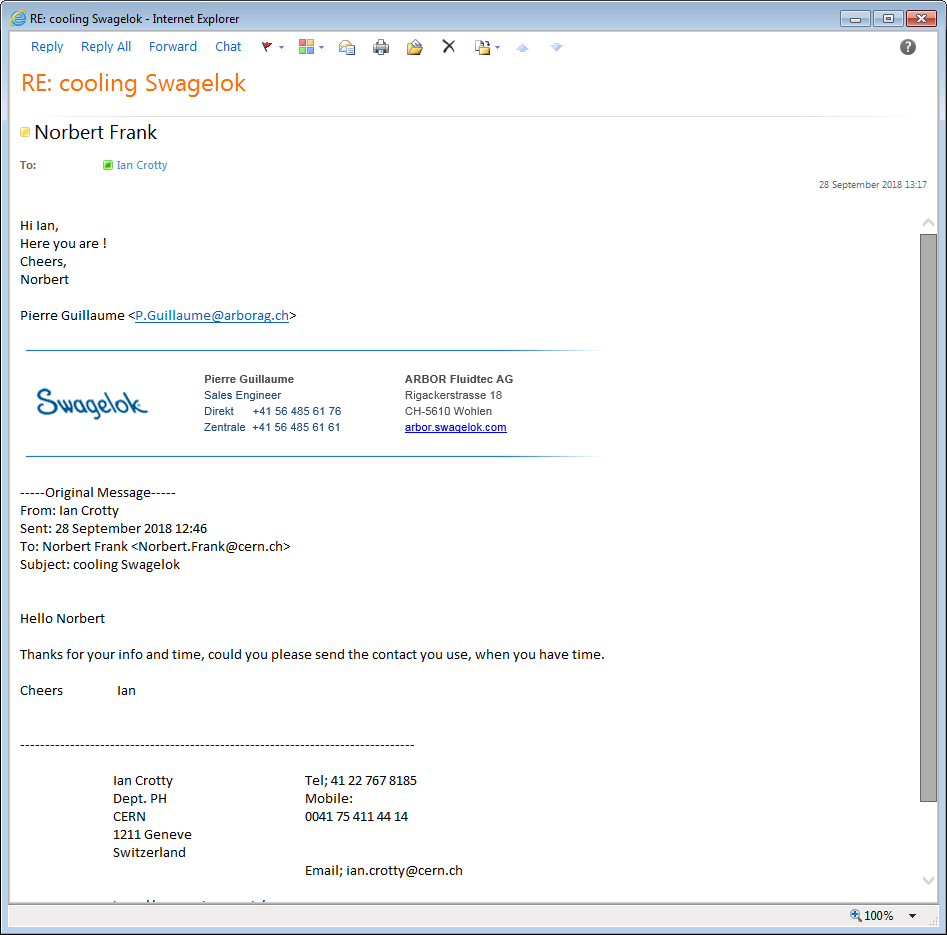 RE: cooling Swagelok - Internet Explorer
Reply Reply All Forward Chat
RE: cooling Swagelok
Norbert Frank
To: Ian Crotty
28 September 2018 13:17
Hi Ian,
Here you are !
Cheers,
Norbert
Pierre Guillaume <P.Guillaume@arborag.ch>
Swagelok
Pierre Guillaume
Sales Engineer
Direkt +41 56 485 61 76
Zentrale +41 56 485 61 61
ARBOR Fluidtec AG
Rigackerstrasse 18
CH-5610 Wohlen
arbor.swagelok.com
-----Original Message-----
From: Ian Crotty
Sent: 28 September 2018 12:46
To: Norbert Frank <Norbert.Frank@cern.ch>
Subject: cooling Swagelok
Hello Norbert
Thanks for your info and time, could you please send the contact you use, when you have time.
Cheers Ian
-------------------------------------------------------------------------------
Ian Crotty Tel; 41 22 767 8185
Dept. PH Mobile:
CERN 0041 75 411 44 14
1211 Geneve
Switzerland
Email; ian.crotty@cern.ch
100%